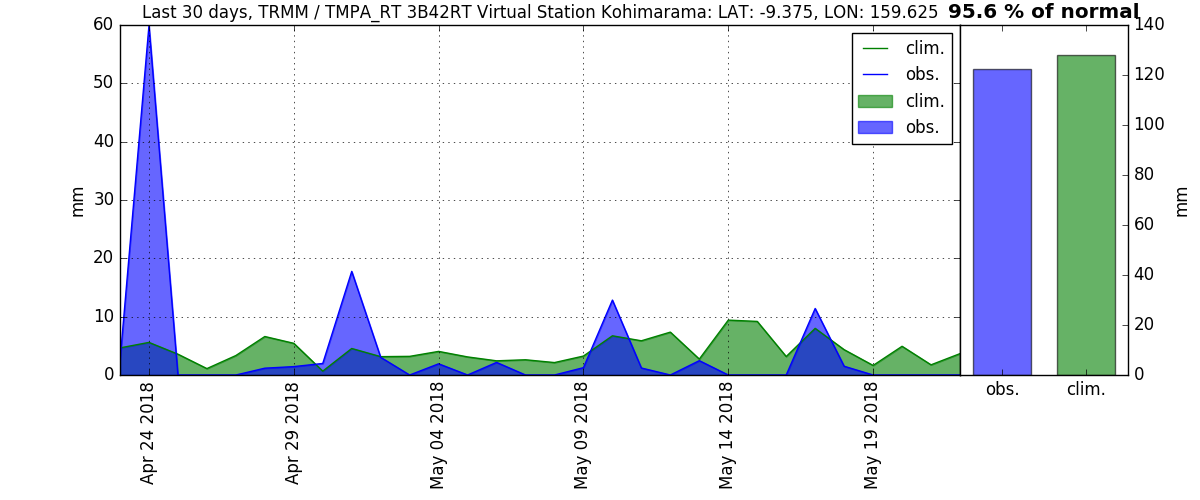 Last 30 days, TRMM / TMPA_RT 3B42RT Virtual Station Kohimarama: LAT: -9.375, LON: 159.625 95.6 % of normal
60
50
40
30
20
10
0
mm
clim.
obs.
clim.
obs.
140
120
100
80
60
40
20
0
mm
Apr 24 2018
Apr 29 2018
May 04 2018
May 09 2018
May 14 2018
May 19 2018
obs.
clim.